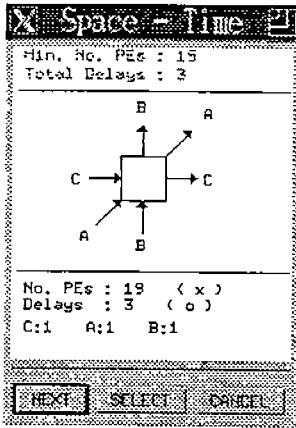 X Space - Time
Min. No. PEs : 19
Total Delays : 3
B
A
C
C
A
B
No. PEs : 19 ( x )
Delays : 3 ( o )
C:1 A:1 B:1
NEXT SELECT CANCEL